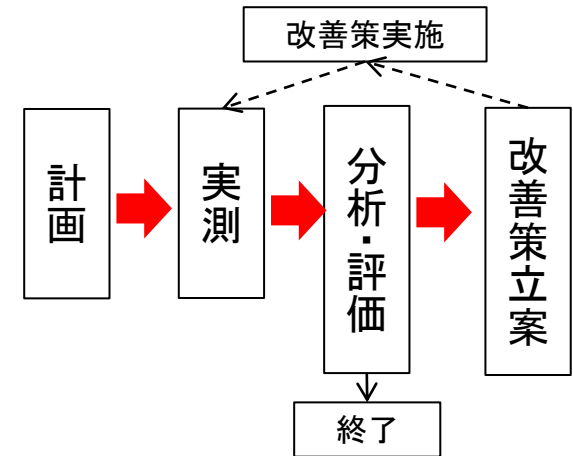 改善策実施
計画
実測
分析・評価
改善策立案
終了